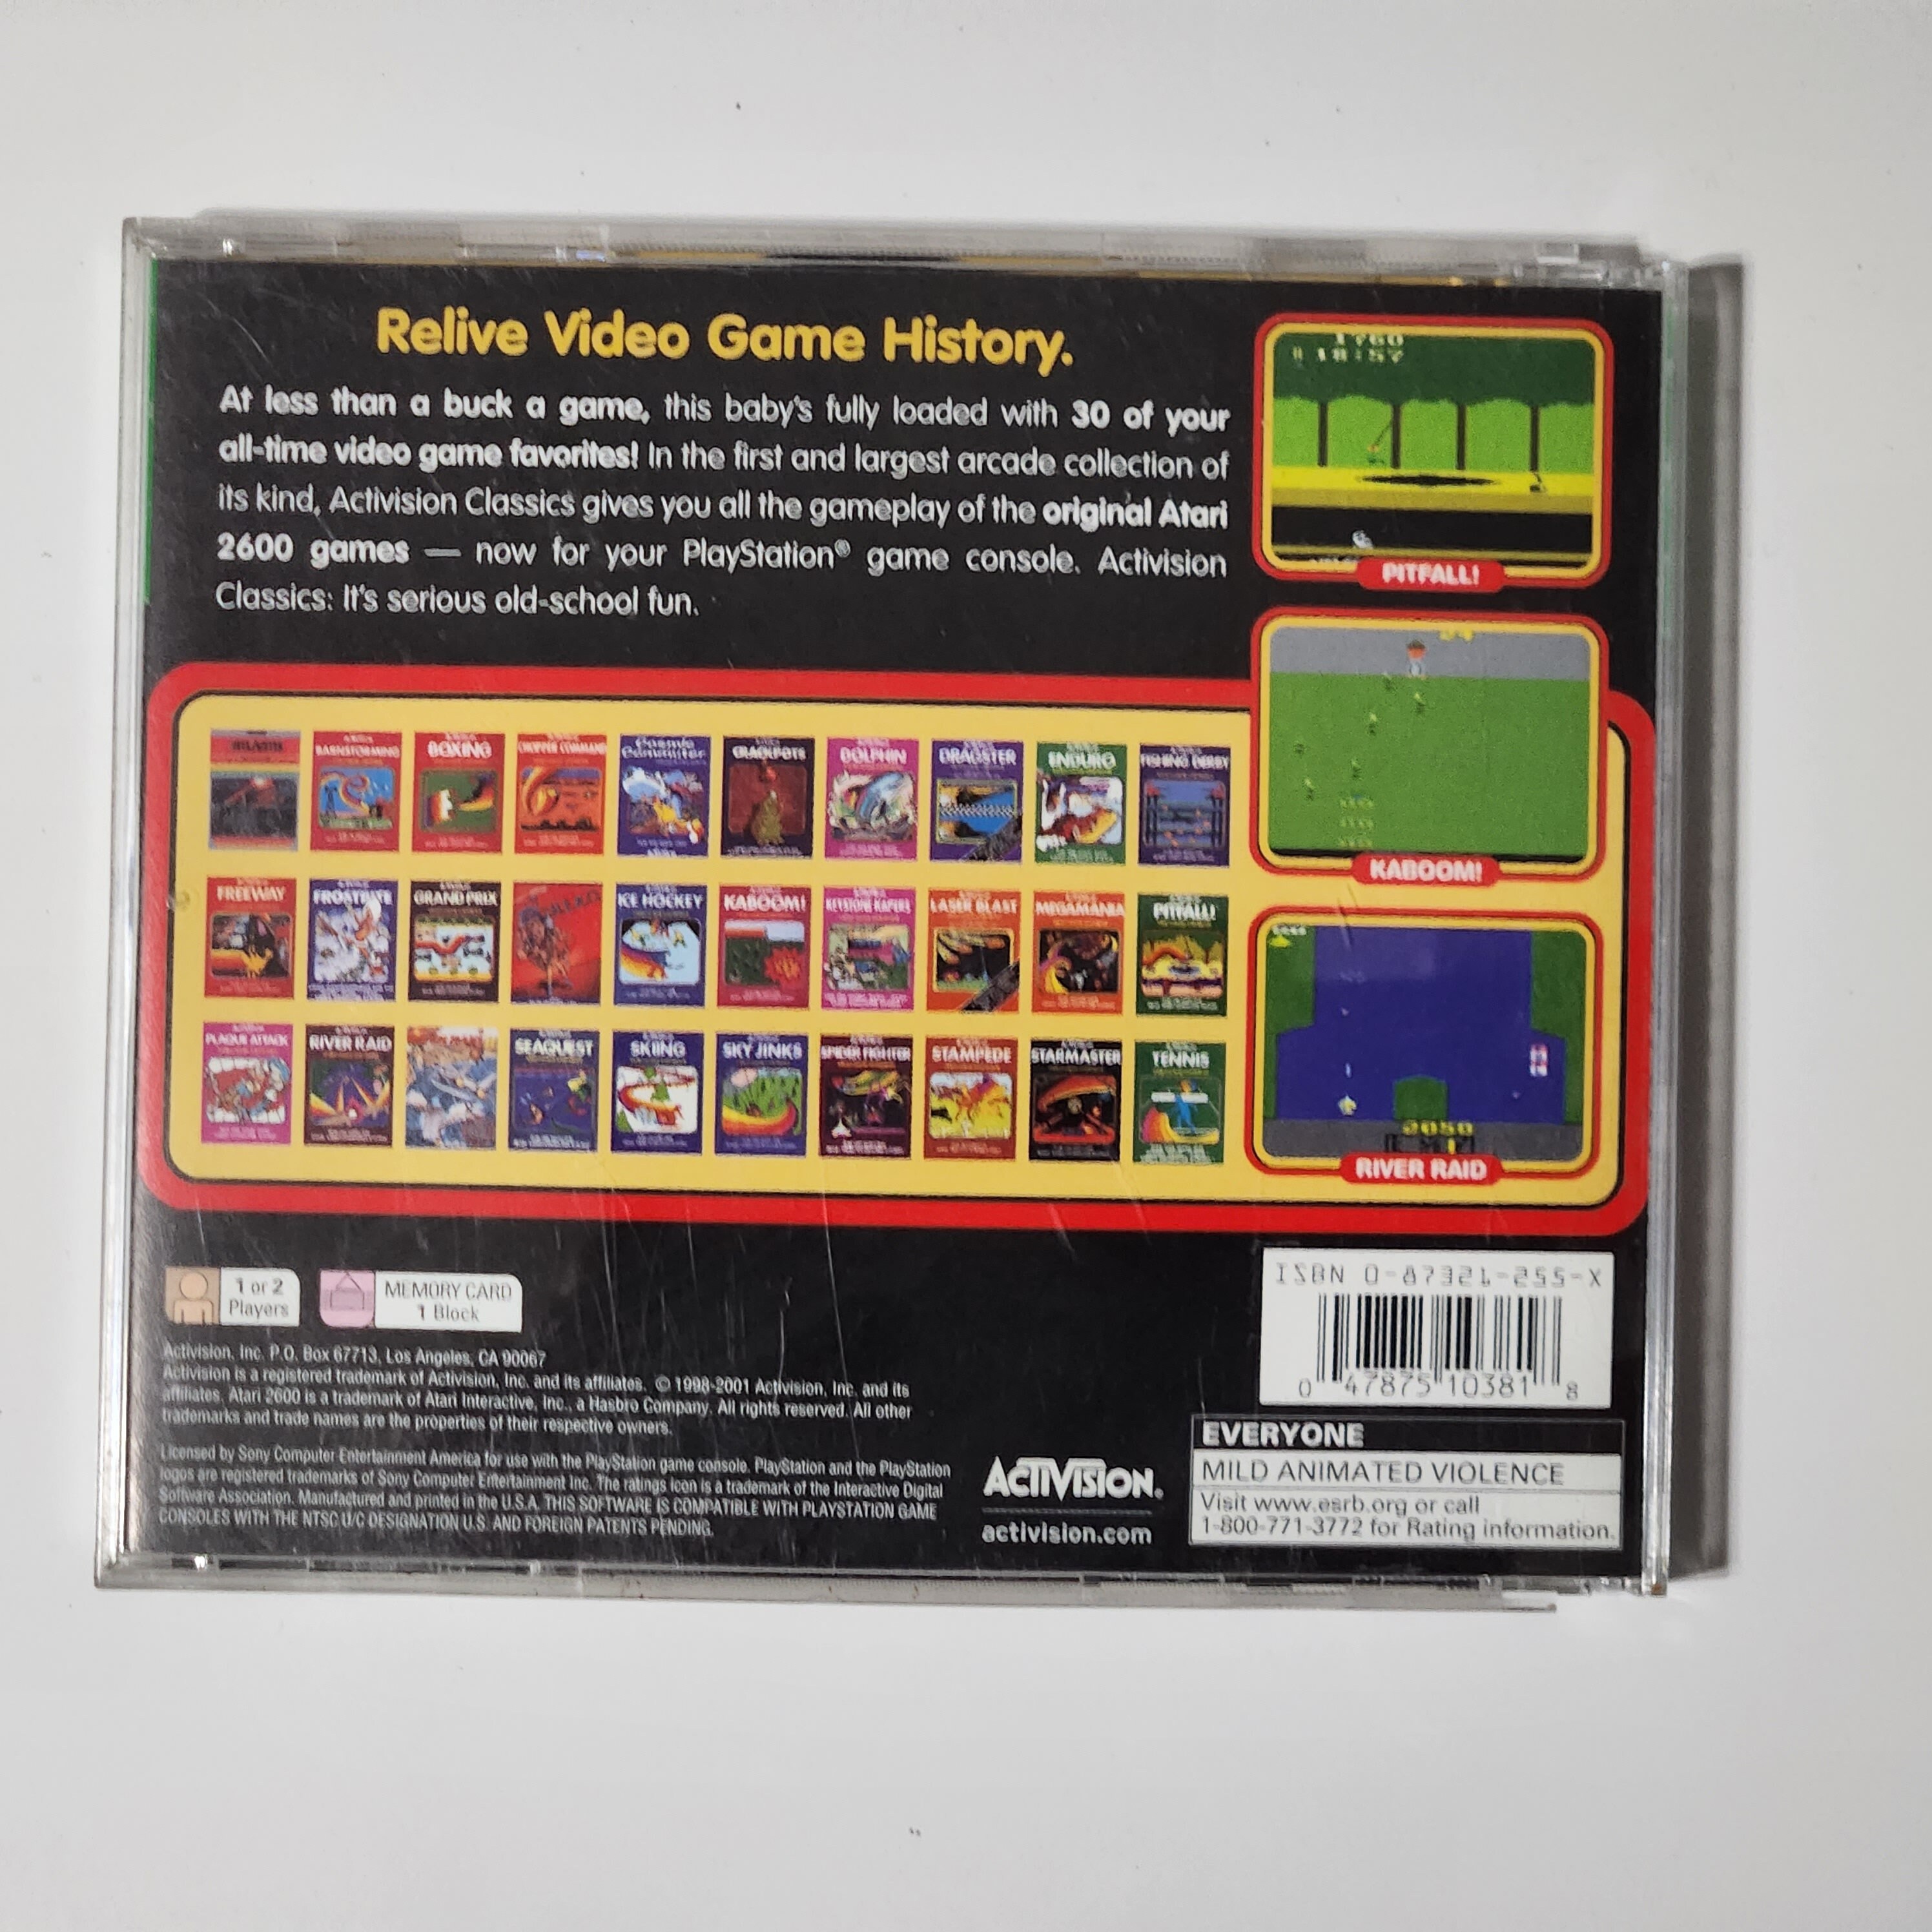 Relive Video Game History.
At less than a buck a game, this baby's fully loaded with 30 of your
all-time video game favorites! In the first and largest arcade collection of
its kind, Activision Classics gives you all the gameplay of the original Atari
2600 games — now for your PlayStation® game console. Activision
Classics: It's serious old-school fun.
1760
18:57
PITFALL!
KABOOM!
2050
RIVER RAID
BARNSTORMING
BOXING
CHOPPER COMMAND
Cosmic Commuter
CRACKPOTS
DOLPHIN
DRAGSTER
ENDURO
FISHING DERBY
FREEWAY
FROSTBITE
GRAND PRIX
ICE HOCKEY
KABOOM!
KEYSTONE KAPERS
LASER BLAST
MEGAMANIA
PITFALL!
PLAQUE ATTACK
RIVER RAID
SEAQUEST
SKIING
SKY JINKS
SPIDER FIGHTER
STAMPEDE
STARMASTER
TENNIS
1 or 2
Players
MEMORY CARD
1 Block
ISBN 0-87321-255-X
0 47875 10381 8
Activision, Inc. P.O. Box 67713, Los Angeles, CA 90067
Activision is a registered trademark of Activision, Inc. and its affiliates. © 1998-2001 Activision, Inc. and its
affiliates. Atari 2600 is a trademark of Atari Interactive, Inc., a Hasbro Company. All rights reserved. All other
trademarks and trade names are the properties of their respective owners.
Licensed by Sony Computer Entertainment America for use with the PlayStation game console. PlayStation and the PlayStation
logos are registered trademarks of Sony Computer Entertainment Inc. The ratings icon is a trademark of the Interactive Digital
Software Association. Manufactured and printed in the U.S.A. THIS SOFTWARE IS COMPATIBLE WITH PLAYSTATION GAME
CONSOLES WITH THE NTSC U/C DESIGNATION U.S. AND FOREIGN PATENTS PENDING.
ACTIVISION®
activision.com
EVERYONE
MILD ANIMATED VIOLENCE
Visit www.esrb.org or call
1-800-771-3772 for Rating information.